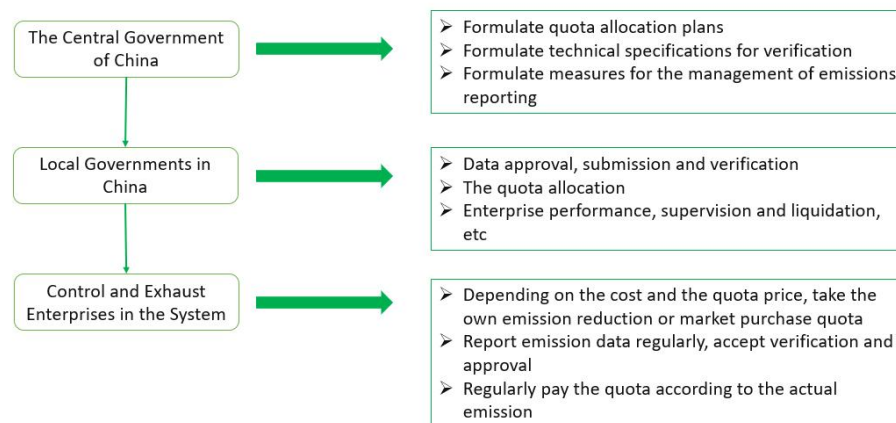 The Central Government
of China
➢ Formulate quota allocation plans
➢ Formulate technical specifications for verification
➢ Formulate measures for the management of emissions
reporting
Local Governments in
China
➢ Data approval, submission and verification
➢ The quota allocation
➢ Enterprise performance, supervision and liquidation,
etc
Control and Exhaust
Enterprises in the System
➢ Depending on the cost and the quota price, take the
own emission reduction or market purchase quota
➢ Report emission data regularly, accept verification and
approval
➢ Regularly pay the quota according to the actual
emission